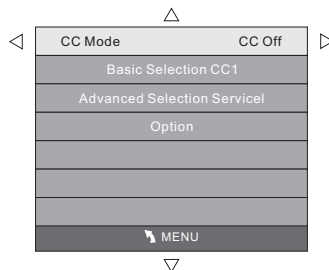 CC Mode CC Off
Basic Selection CC1
Advanced Selection Servicel
Option
MENU